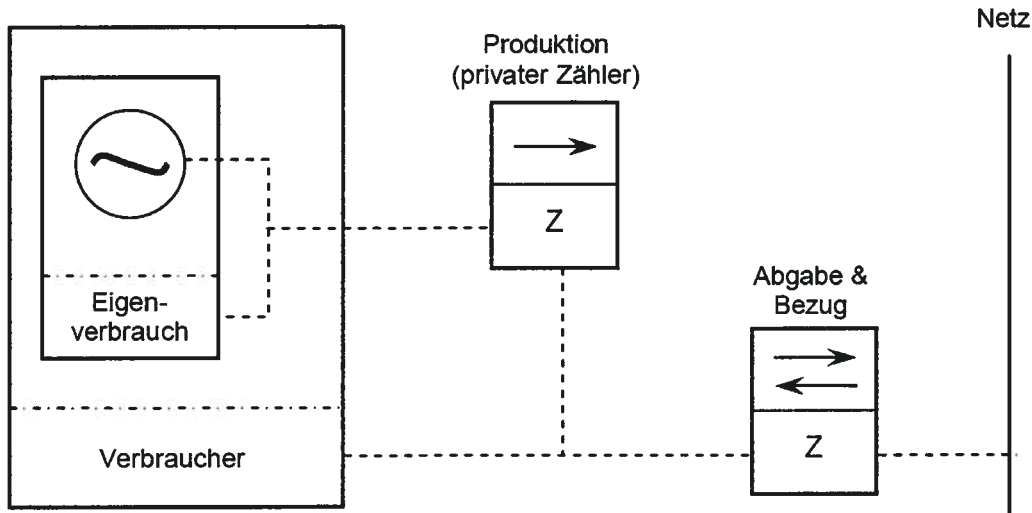 Netz
Produktion
(privater Zähler)
Z
Eigen-
verbrauch
Abgabe &
Bezug
Z
Verbraucher